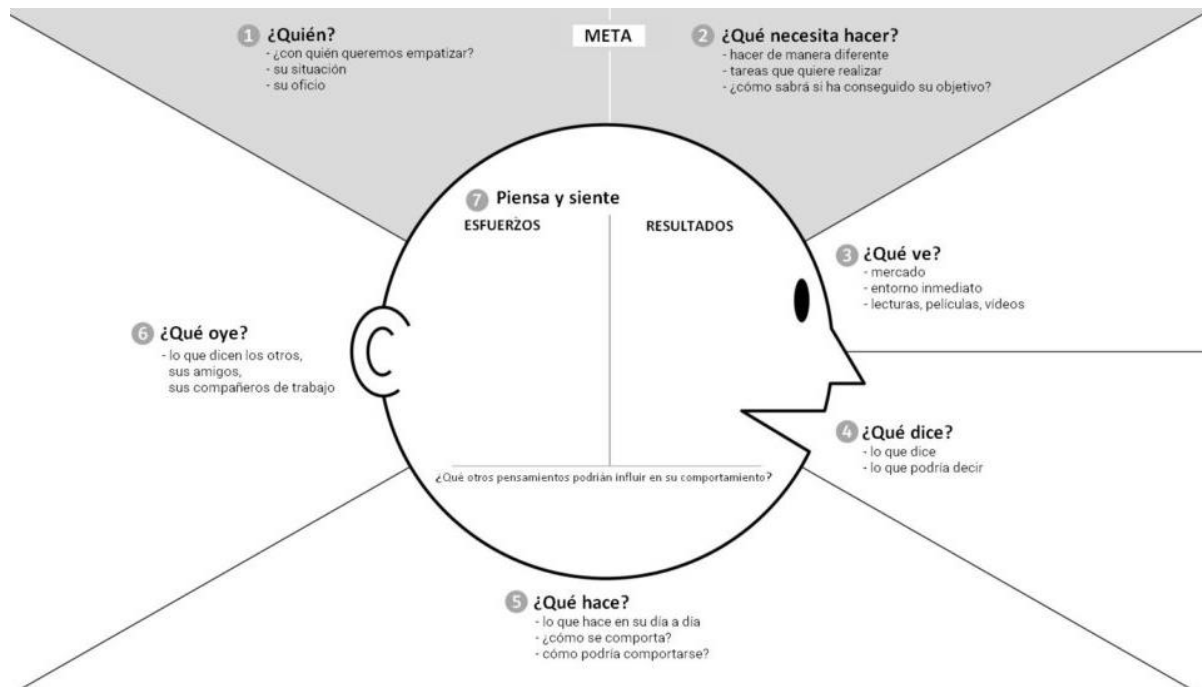 META
1 ¿Quién?
- ¿con quién queremos empatizar?
- su situación
- su oficio
2 ¿Qué necesita hacer?
- hacer de manera diferente
- tareas que quiere realizar
- ¿cómo sabrá si ha conseguido su objetivo?
3 ¿Qué ve?
- mercado
- entorno inmediato
- lecturas, películas, vídeos
4 ¿Qué dice?
- lo que dice
- lo que podría decir
5 ¿Qué hace?
- lo que hace en su día a día
- ¿cómo se comporta?
- cómo podría comportarse?
6 ¿Qué oye?
- lo que dicen los otros,
sus amigos,
sus compañeros de trabajo
7 Piensa y siente
ESFUERZOS
RESULTADOS
¿Qué otros pensamientos podrián influir en su comportamiento?